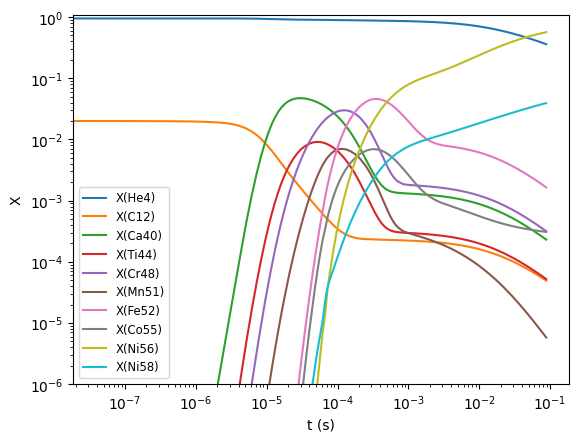 10⁰
10⁻¹
10⁻²
10⁻³
10⁻⁴
10⁻⁵
10⁻⁶
X
X(He4)
X(C12)
X(Ca40)
X(Ti44)
X(Cr48)
X(Mn51)
X(Fe52)
X(Co55)
X(Ni56)
X(Ni58)
10⁻⁷ 10⁻⁶ 10⁻⁵ 10⁻⁴ 10⁻³ 10⁻² 10⁻¹
t (s)